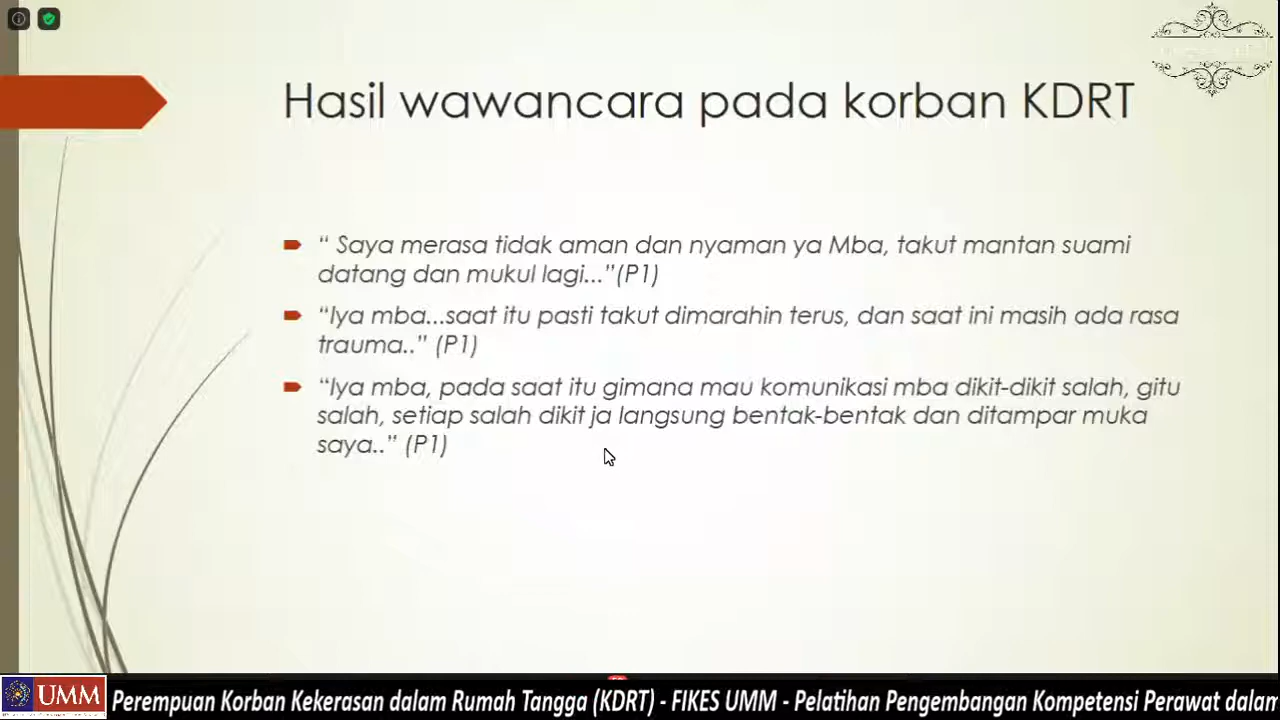 Hasil wawancara pada korban KDRT
“ Saya merasa tidak aman dan nyaman ya Mba, takut mantan suami
datang dan mukul lagi...”(P1)
“Iya mba...saat itu pasti takut dimarahin terus, dan saat ini masih ada rasa
trauma..” (P1)
“Iya mba, pada saat itu gimana mau komunikasi mba dikit-dikit salah, gitu
salah, setiap salah dikit ja langsung bentak-bentak dan ditampar muka
saya..” (P1)
UMM
Perempuan Korban Kekerasan dalam Rumah Tangga (KDRT) - FIKES UMM - Pelatihan Pengembangan Kompetensi Perawat dalam